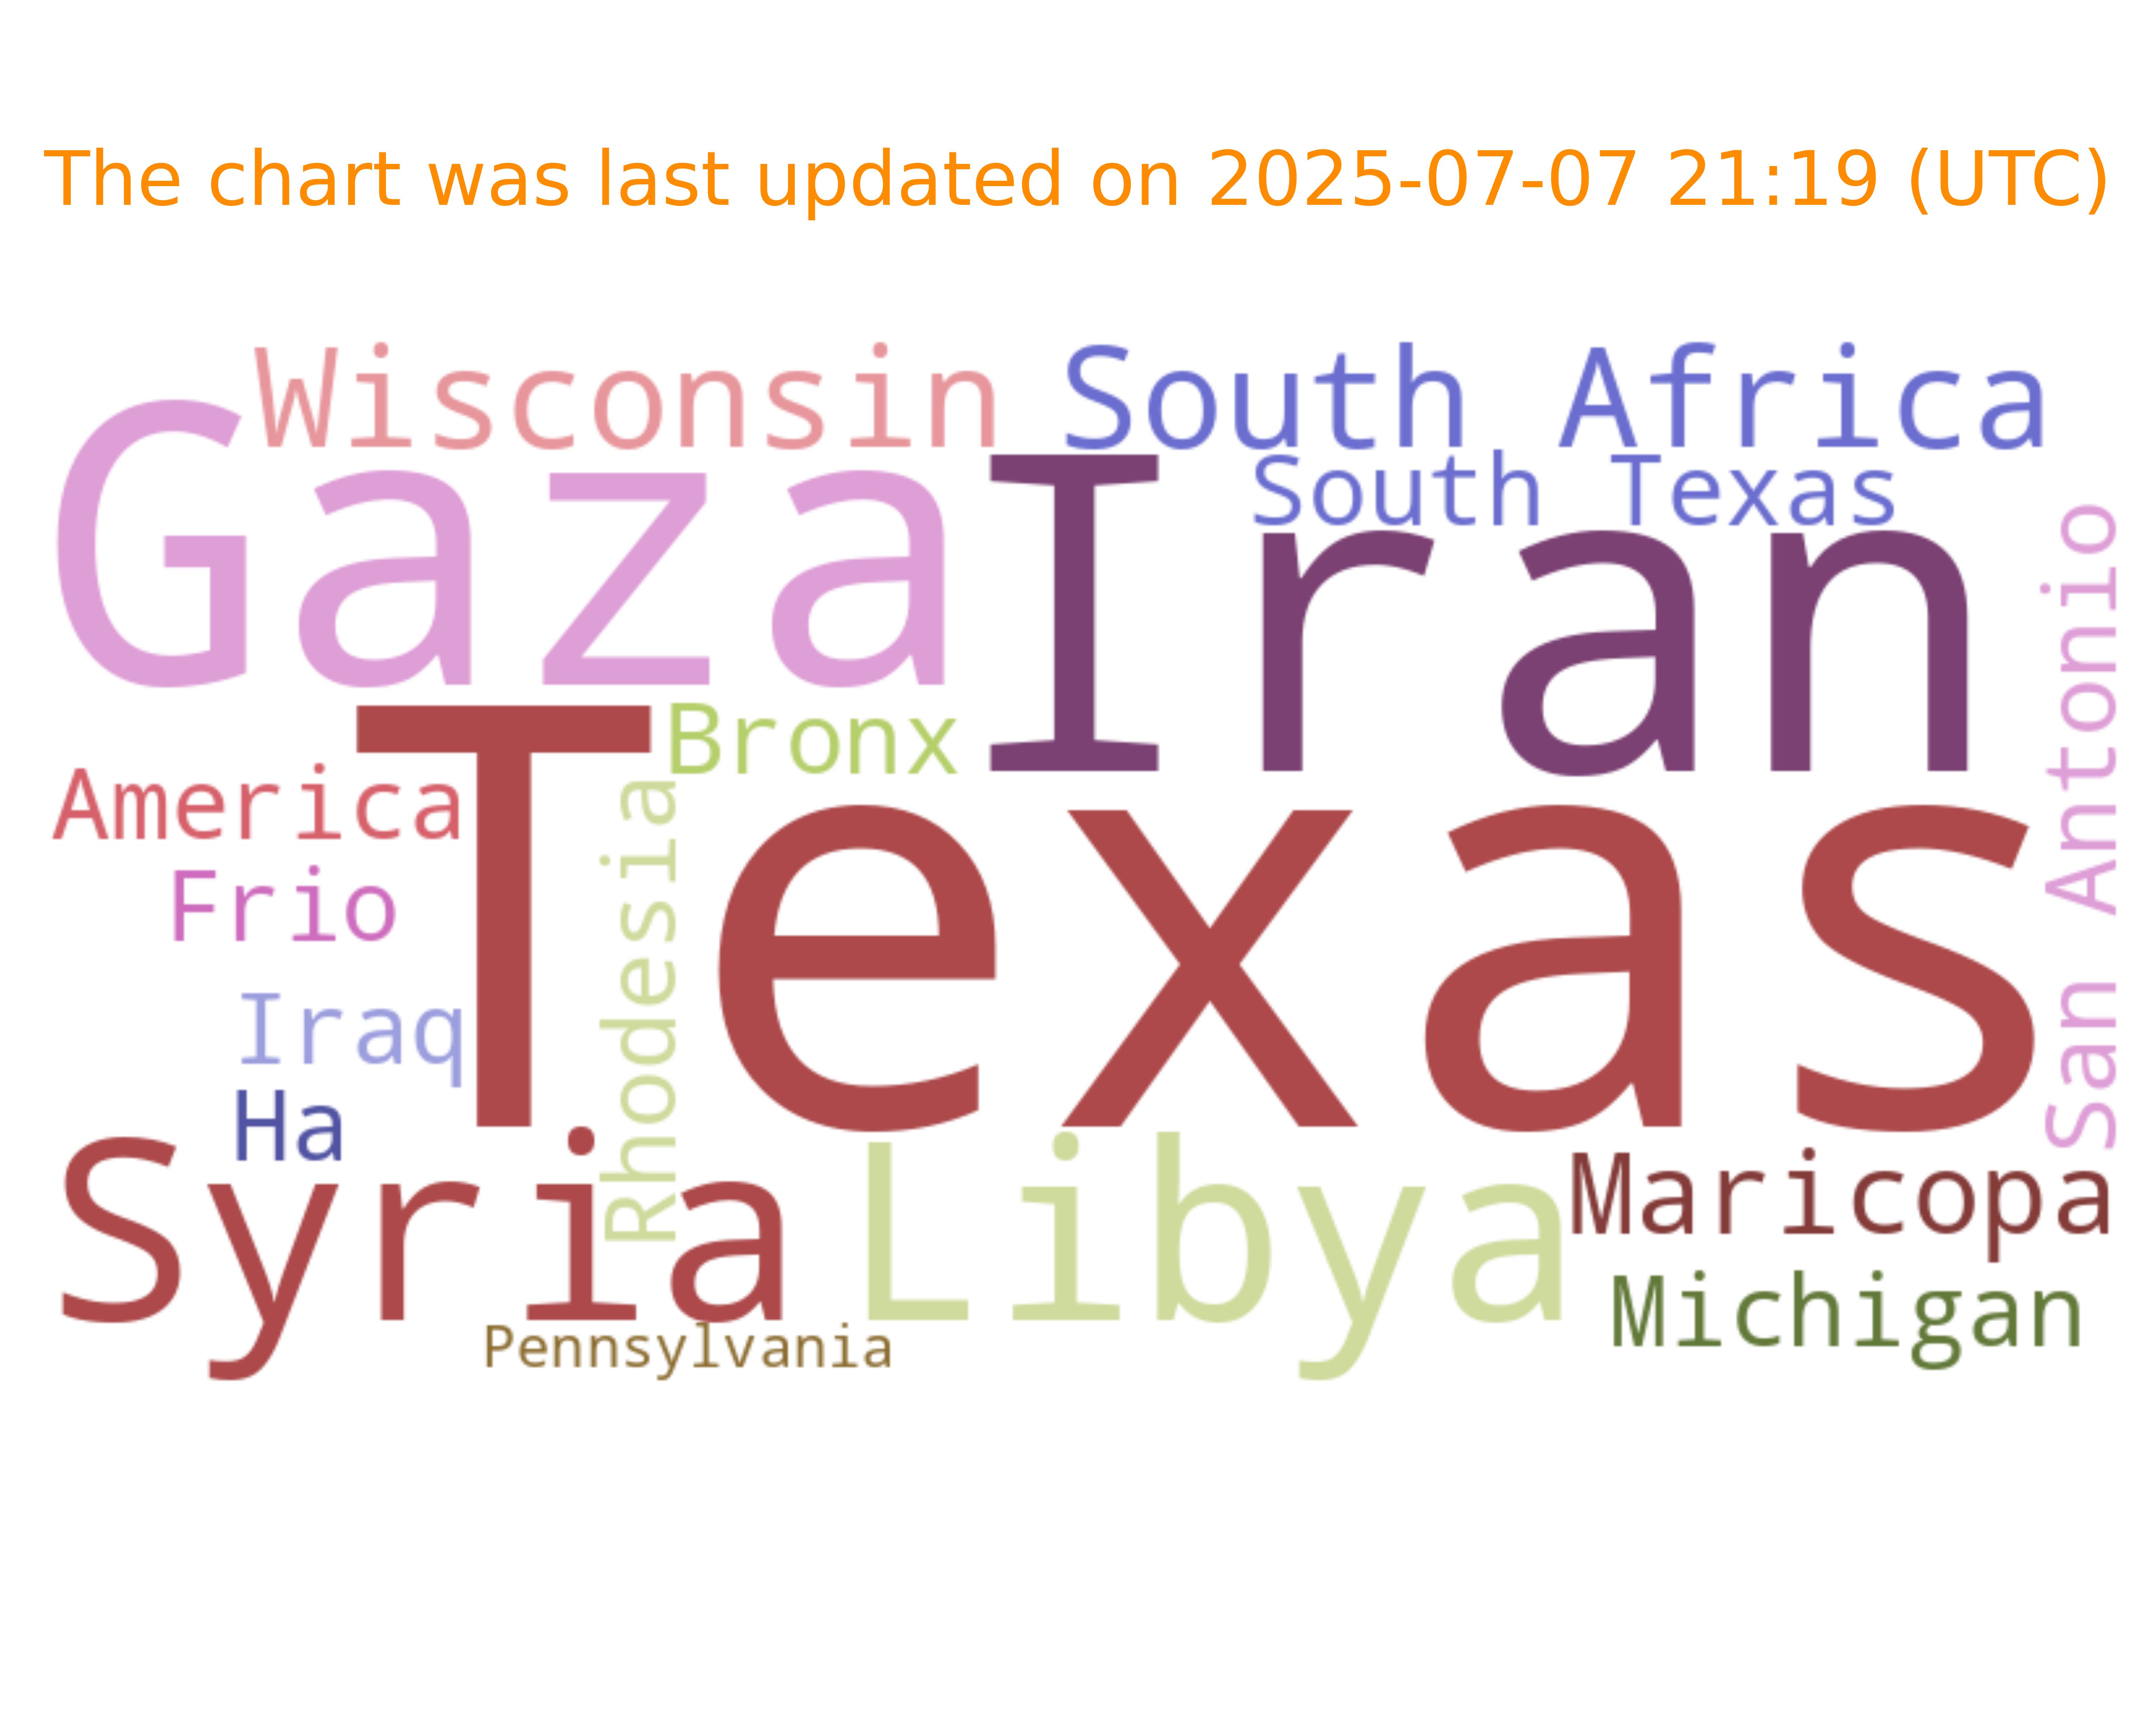 The chart was last updated on 2025-07-07 21:19 (UTC)
Wisconsin
South Africa
Gaza
South Texas
Iran
San Antonio
Bronx
Texas
America
Rhodesia
Frio
Iraq
Ha
Syria
Libya
Maricopa
Michigan
Pennsylvania